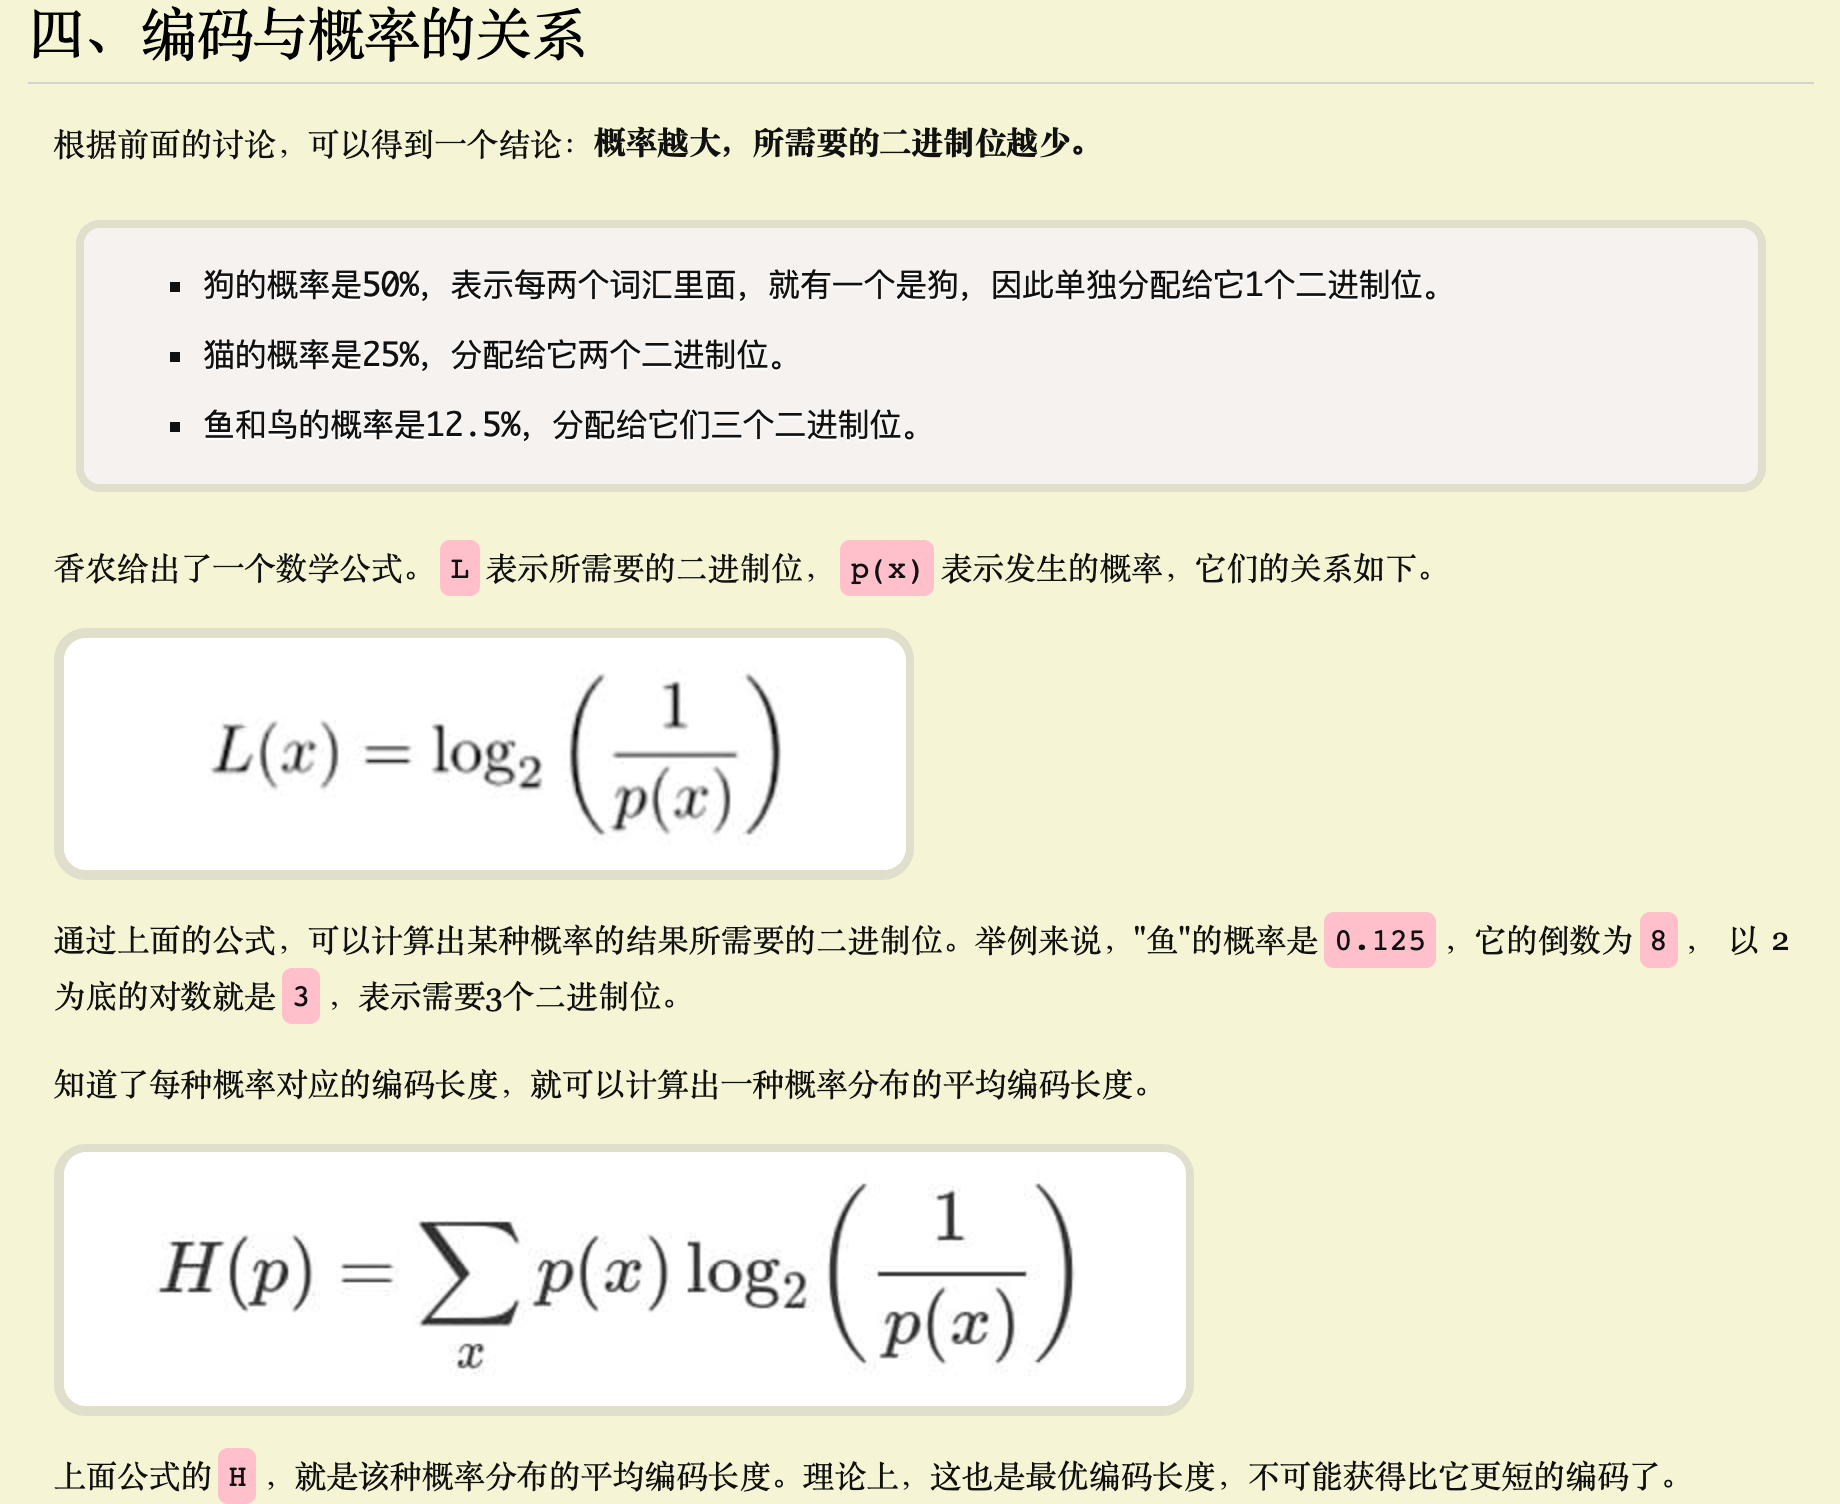 四、编码与概率的关系
根据前面的讨论，可以得到一个结论：概率越大，所需要的二进制位越少。
▪ 狗的概率是50%，表示每两个词汇里面，就有一个是狗，因此单独分配给它1个二进制位。
▪ 猫的概率是25%，分配给它两个二进制位。
▪ 鱼和鸟的概率是12.5%，分配给它们三个二进制位。
香农给出了一个数学公式。 L 表示所需要的二进制位， p(x) 表示发生的概率，它们的关系如下。
L(x) = log₂ (1 / p(x))
通过上面的公式，可以计算出某种概率的结果所需要的二进制位。举例来说，"鱼"的概率是 0.125 ，它的倒数为 8 ， 以 2
为底的对数就是 3 ，表示需要3个二进制位。
知道了每种概率对应的编码长度，就可以计算出一种概率分布的平均编码长度。
H(p) = ∑ₓ p(x) log₂ (1 / p(x))
上面公式的 H ，就是该种概率分布的平均编码长度。理论上，这也是最优编码长度，不可能获得比它更短的编码了。